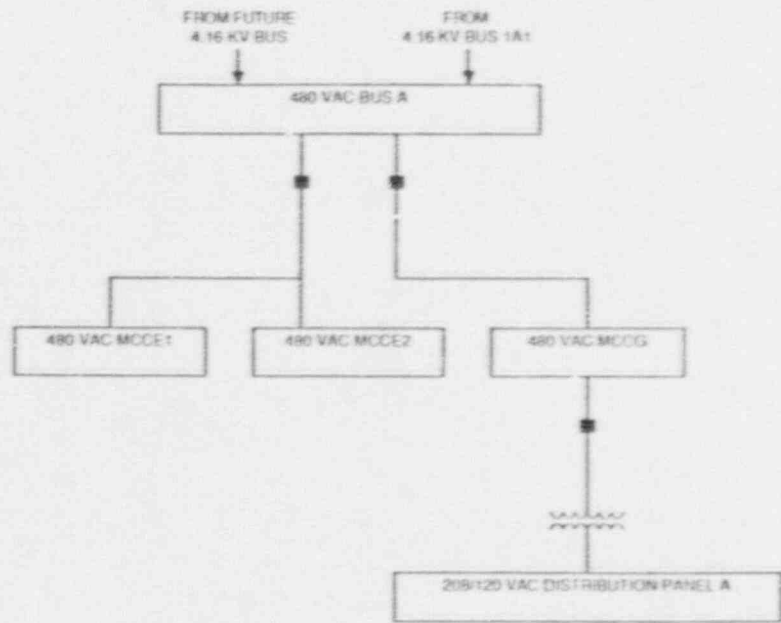 FROM FUTURE
4.16 KV BUS
FROM
4.16 KV BUS 1A1
480 VAC BUS A
480 VAC MCCE1
480 VAC MCCE2
480 VAC MCCG
208/120 VAC DISTRIBUTION PANEL A